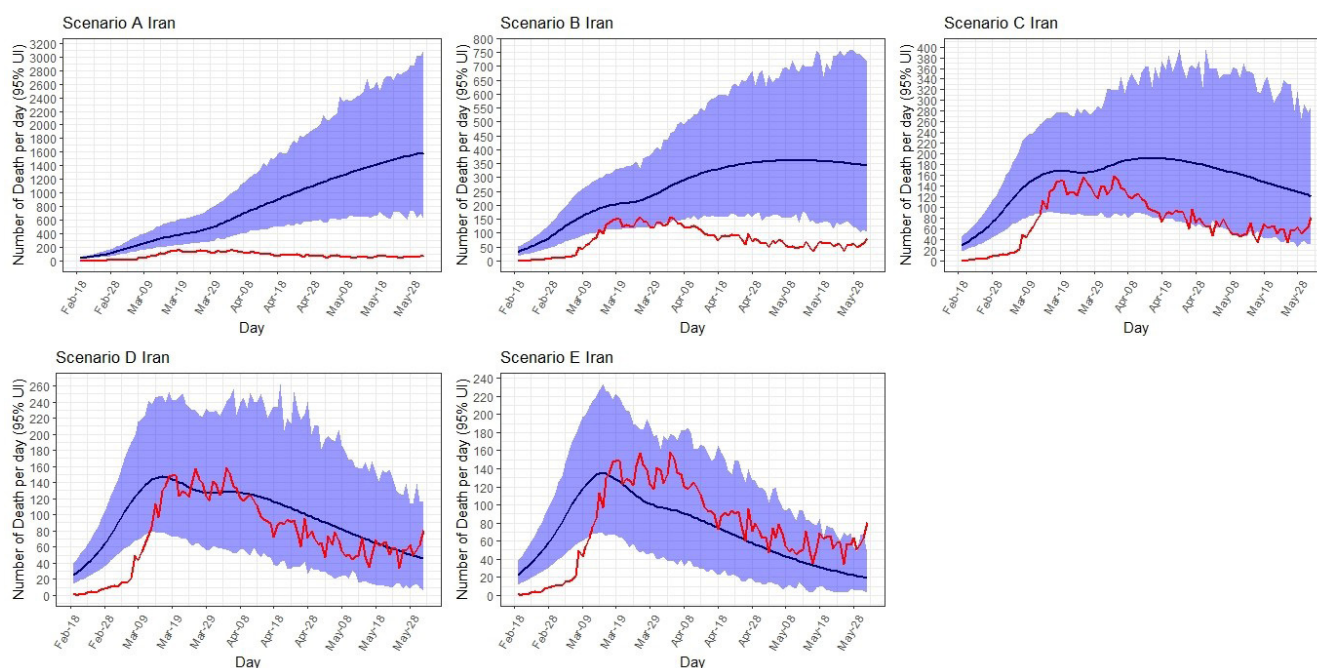 Scenario A Iran
Number of Death per day (95% UI)
3200
3000
2800
2600
2400
2200
2000
1800
1600
1400
1200
1000
800
600
400
200
0
Feb-18
Feb-28
Mar-09
Mar-19
Mar-29
Apr-08
Apr-18
Apr-28
May-08
May-18
May-28
Day
Scenario B Iran
Number of Death per day (95% UI)
800
750
700
650
600
550
500
450
400
350
300
250
200
150
100
50
0
Feb-18
Feb-28
Mar-09
Mar-19
Mar-29
Apr-08
Apr-18
Apr-28
May-08
May-18
May-28
Day
Scenario C Iran
Number of Death per day (95% UI)
400
380
360
340
320
300
280
260
240
220
200
180
160
140
120
100
80
60
40
20
0
Feb-18
Feb-28
Mar-09
Mar-19
Mar-29
Apr-08
Apr-18
Apr-28
May-08
May-18
May-28
Day
Scenario D Iran
Number of Death per day (95% UI)
260
240
220
200
180
160
140
120
100
80
60
40
20
0
Feb-18
Feb-28
Mar-09
Mar-19
Mar-29
Apr-08
Apr-18
Apr-28
May-08
May-18
May-28
Day
Scenario E Iran
Number of Death per day (95% UI)
240
220
200
180
160
140
120
100
80
60
40
20
0
Feb-18
Feb-28
Mar-09
Mar-19
Mar-29
Apr-08
Apr-18
Apr-28
May-08
May-18
May-28
Day